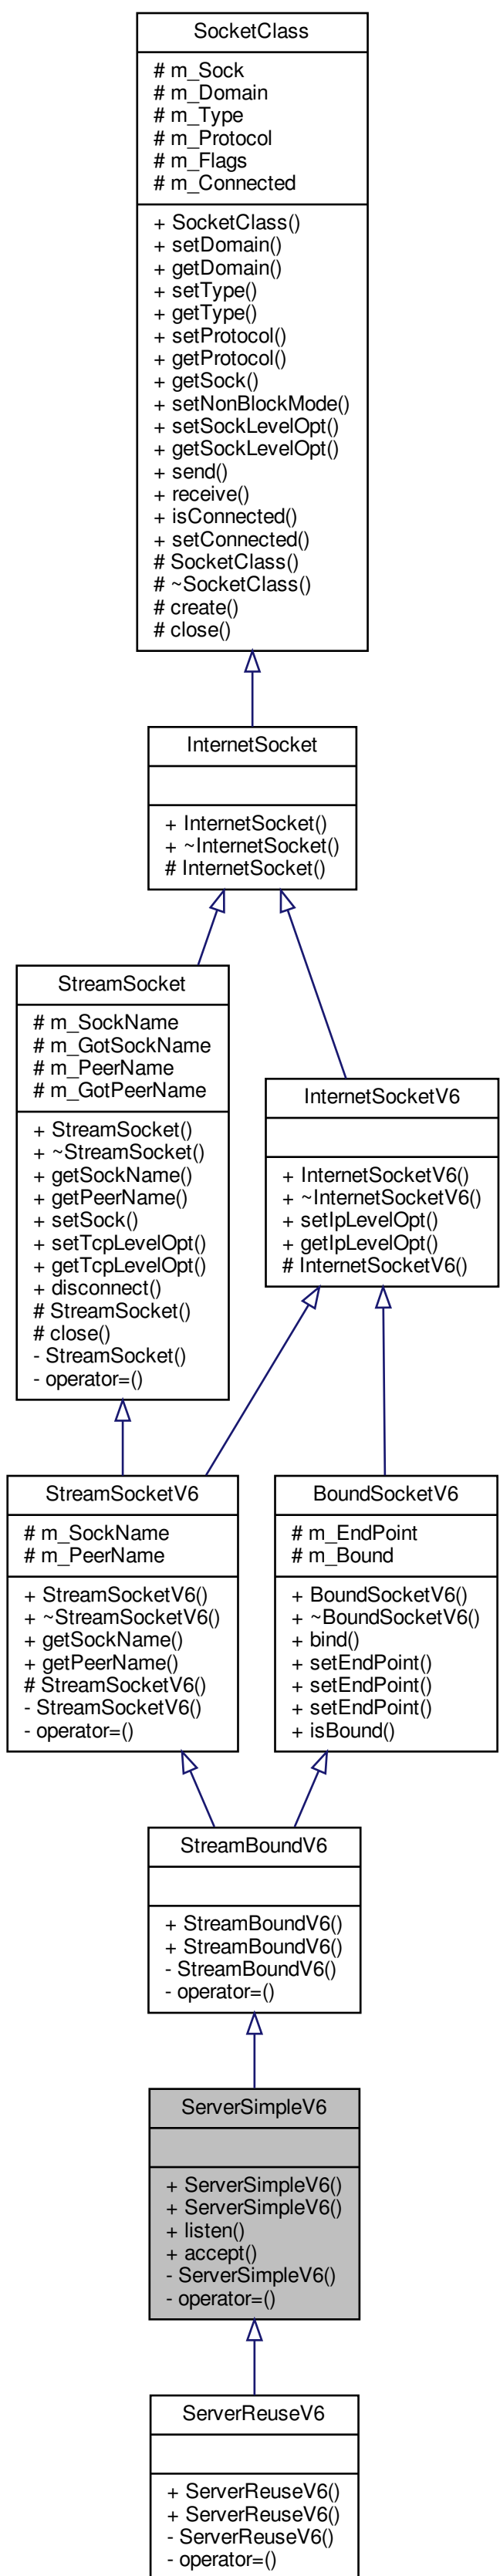 SocketClass
# m_Sock
# m_Domain
# m_Type
# m_Protocol
# m_Flags
# m_Connected
+ SocketClass()
+ setDomain()
+ getDomain()
+ setType()
+ getType()
+ setProtocol()
+ getProtocol()
+ getSock()
+ setNonBlockMode()
+ setSockLevelOpt()
+ getSockLevelOpt()
+ send()
+ receive()
+ isConnected()
+ setConnected()
# SocketClass()
# ~SocketClass()
# create()
# close()
InternetSocket
+ InternetSocket()
+ ~InternetSocket()
# InternetSocket()
StreamSocket
# m_SockName
# m_GotSockName
# m_PeerName
# m_GotPeerName
+ StreamSocket()
+ ~StreamSocket()
+ getSockName()
+ getPeerName()
+ setSock()
+ setTcpLevelOpt()
+ getTcpLevelOpt()
+ disconnect()
# StreamSocket()
# close()
- StreamSocket()
- operator=()
InternetSocketV6
+ InternetSocketV6()
+ ~InternetSocketV6()
+ setIpLevelOpt()
+ getIpLevelOpt()
# InternetSocketV6()
StreamSocketV6
# m_SockName
# m_PeerName
+ StreamSocketV6()
+ ~StreamSocketV6()
+ getSockName()
+ getPeerName()
# StreamSocketV6()
- StreamSocketV6()
- operator=()
BoundSocketV6
# m_EndPoint
# m_Bound
+ BoundSocketV6()
+ ~BoundSocketV6()
+ bind()
+ setEndPoint()
+ setEndPoint()
+ setEndPoint()
+ isBound()
StreamBoundV6
+ StreamBoundV6()
+ StreamBoundV6()
- StreamBoundV6()
- operator=()
ServerSimpleV6
+ ServerSimpleV6()
+ ServerSimpleV6()
+ listen()
+ accept()
- ServerSimpleV6()
- operator=()
ServerReuseV6
+ ServerReuseV6()
+ ServerReuseV6()
- ServerReuseV6()
- operator=()